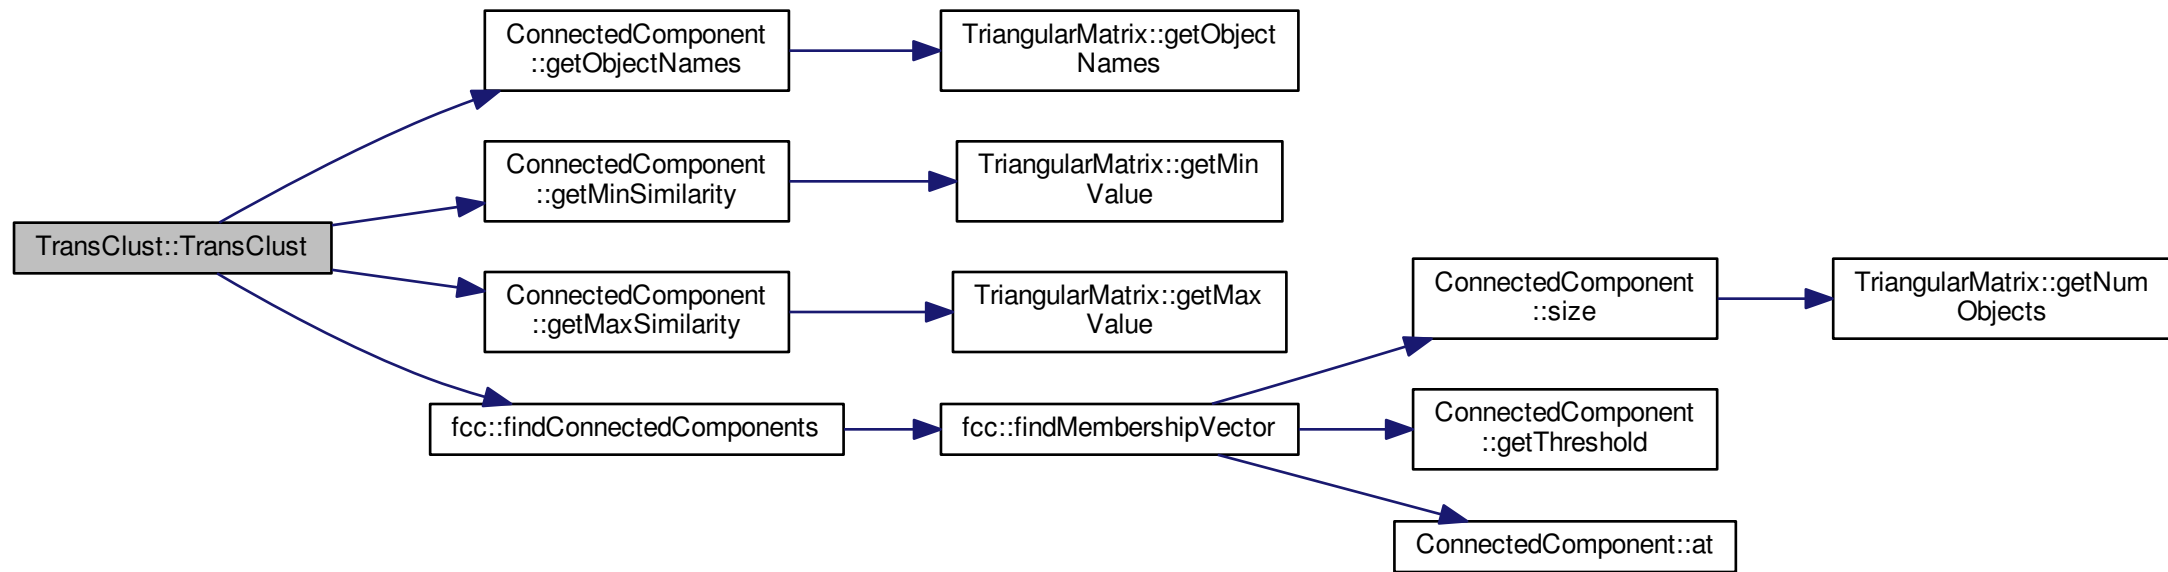 ConnectedComponent
::getObjectNames
TriangularMatrix::getObject
Names
ConnectedComponent
::getMinSimilarity
TriangularMatrix::getMin
Value
TransClust::TransClust
ConnectedComponent
::getMaxSimilarity
TriangularMatrix::getMax
Value
ConnectedComponent
::size
TriangularMatrix::getNum
Objects
fcc::findConnectedComponents
fcc::findMembershipVector
ConnectedComponent
::getThreshold
ConnectedComponent::at